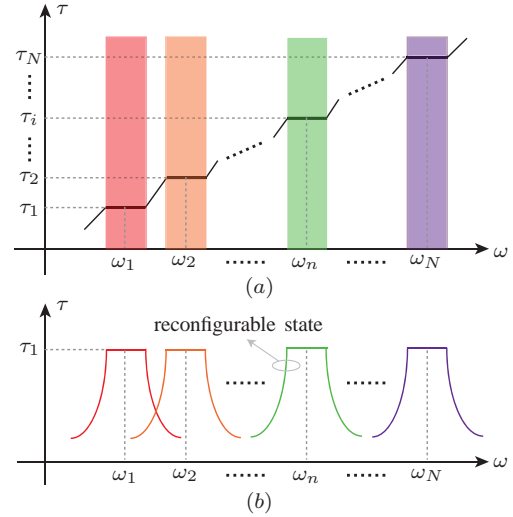 τ
τ_N
τ_i
τ_2
τ_1
ω_1 ω_2 ...... ω_n ...... ω_N ω
(a)
τ
reconfigurable state
τ_1
ω_1 ω_2 ...... ω_n ...... ω_N ω
(b)